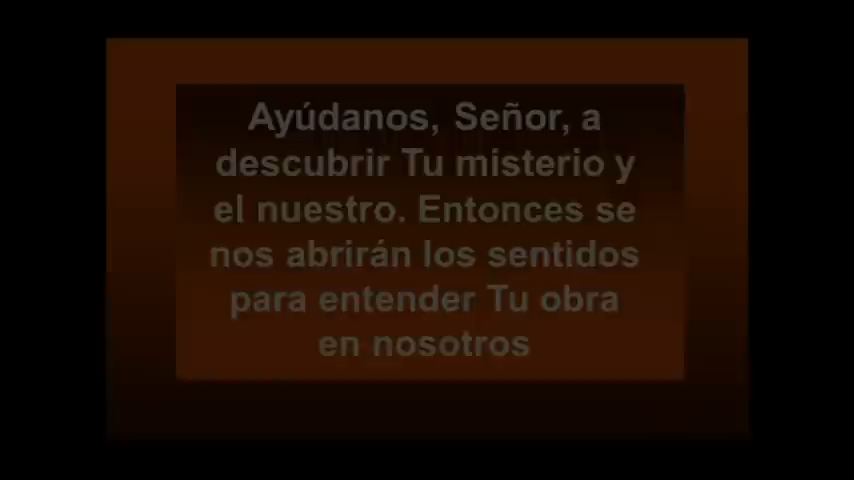 Ayúdanos, Señor, a
descubrir Tu misterio y
el nuestro. Entonces se
nos abrirán los sentidos
para entender Tu obra
en nosotros